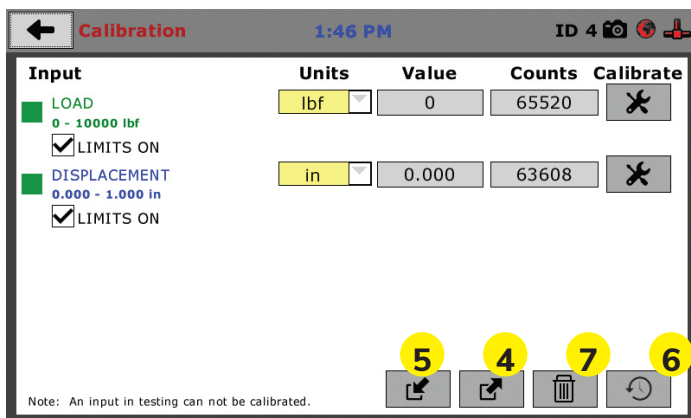 Calibration 1:46 PM ID 4
Input Units Value Counts Calibrate
LOAD lbf 0 65520
0 - 10000 lbf
LIMITS ON
DISPLACEMENT in 0.000 63608
0.000 - 1.000 in
LIMITS ON
5 4 7 6
Note: An input in testing can not be calibrated.